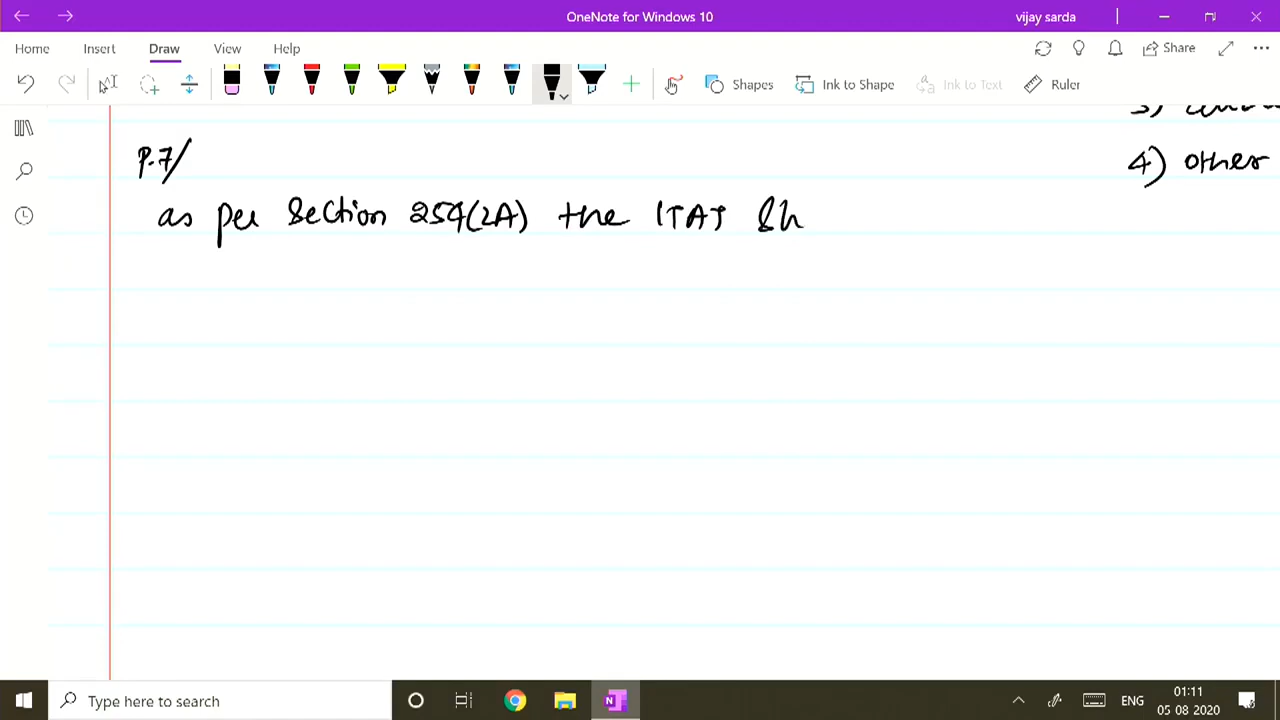 OneNote for Windows 10
vijay sarda
Home Insert Draw View Help
Share
Shapes Ink to Shape Ink to Text Ruler
4) other
P.7/
as per Section 254(2A) the ITAT Sh
Type here to search
ENG
01:11
05-08-2020